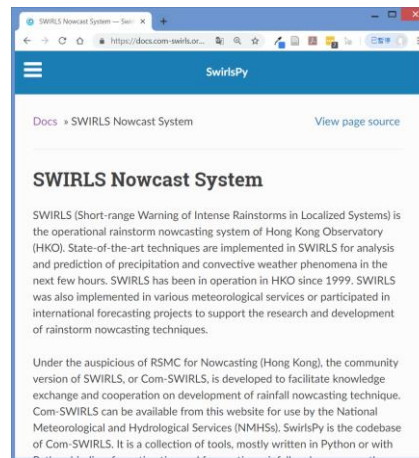 SWIRLS Nowcast System — Swirl
https://docs.com-swirls.or...
已暫停
SwirlsPy
Docs » SWIRLS Nowcast System
View page source
SWIRLS Nowcast System
SWIRLS (Short-range Warning of Intense Rainstorms in Localized Systems) is
the operational rainstorm nowcasting system of Hong Kong Observatory
(HKO). State-of-the-art techniques are implemented in SWIRLS for analysis
and prediction of precipitation and convective weather phenomena in the
next few hours. SWIRLS has been in operation in HKO since 1999. SWIRLS
was also implemented in various meteorological services or participated in
international forecasting projects to support the research and development
of rainstorm nowcasting techniques.
Under the auspicious of RSMC for Nowcasting (Hong Kong), the community
version of SWIRLS, or Com-SWIRLS, is developed to facilitate knowledge
exchange and cooperation on development of rainfall nowcasting technique.
Com-SWIRLS can be available from this website for use by the National
Meteorological and Hydrological Services (NMHSs). SwirlsPy is the codebase
of Com-SWIRLS. It is a collection of tools, mostly written in Python or with